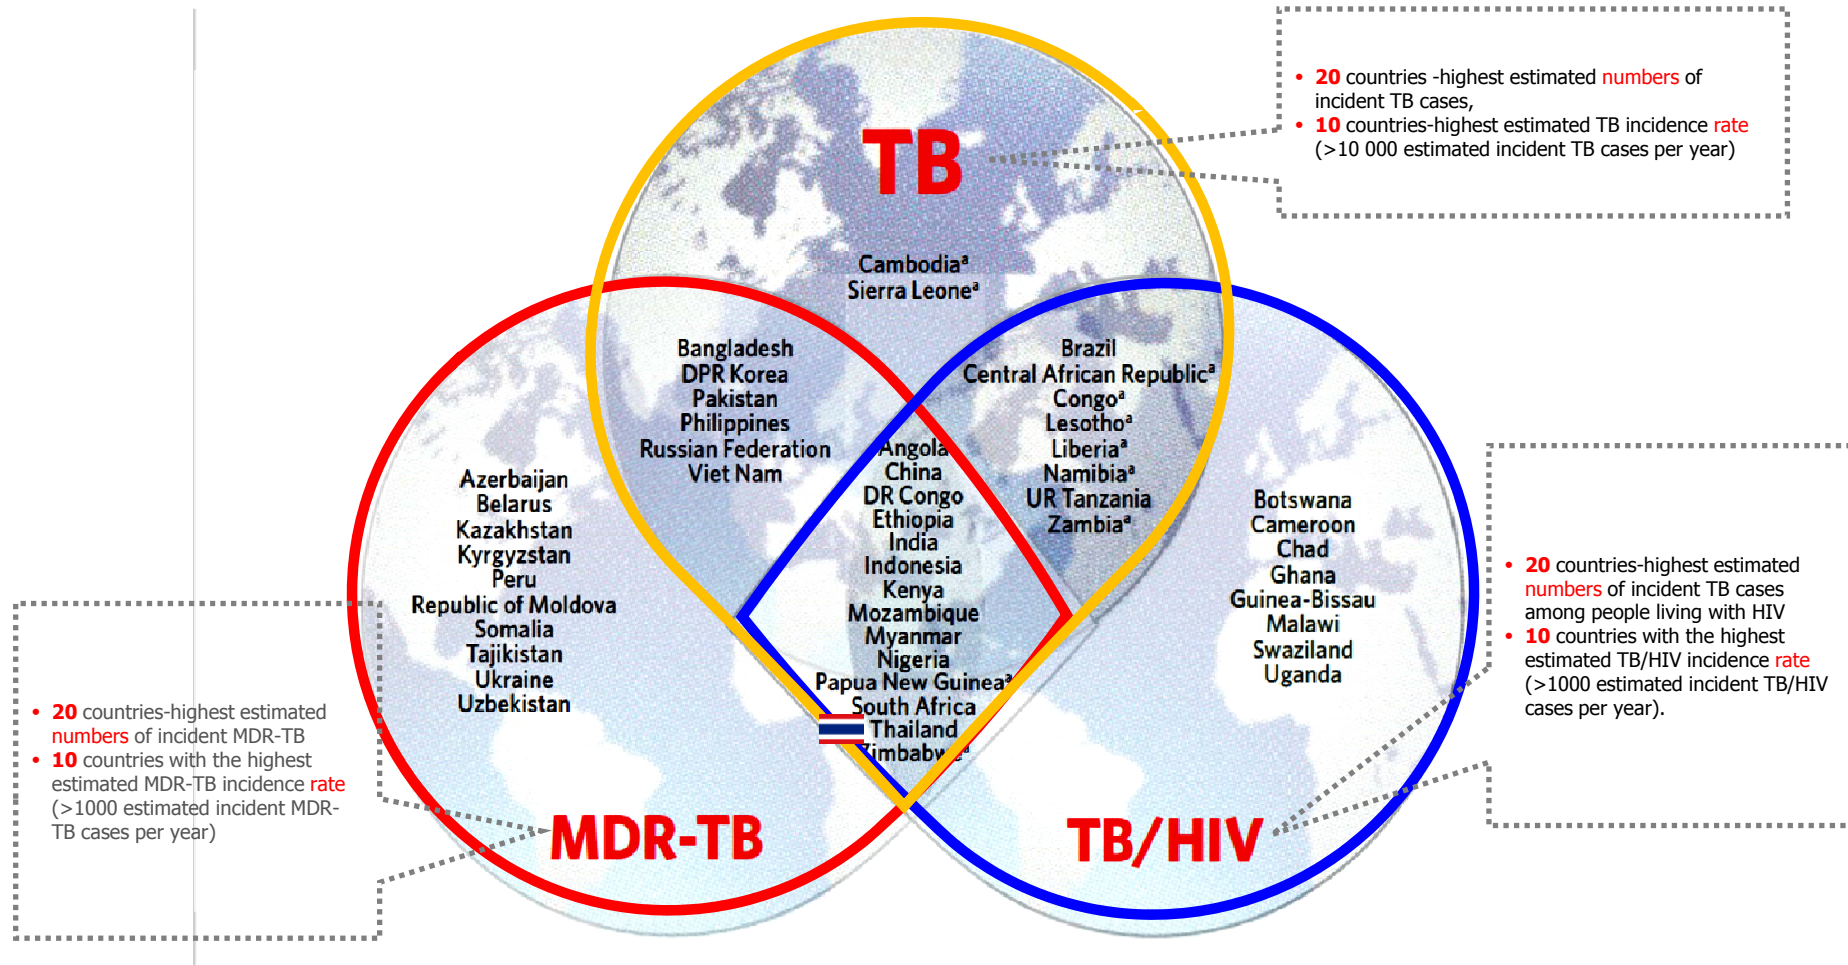 • 20 countries -highest estimated numbers of
incident TB cases,
• 10 countries-highest estimated TB incidence rate
(>10 000 estimated incident TB cases per year)
TB
Cambodiaª
Sierra Leoneª
Bangladesh
DPR Korea
Pakistan
Philippines
Russian Federation
Viet Nam
Brazil
Central African Republicª
Congoª
Lesothoª
Liberiaª
Namibiaª
UR Tanzania
Zambiaª
Angola
China
DR Congo
Ethiopia
India
Indonesia
Kenya
Mozambique
Myanmar
Nigeria
Papua New Guineaª
South Africa
Thailand
Zimbabweª
Azerbaijan
Belarus
Kazakhstan
Kyrgyzstan
Peru
Republic of Moldova
Somalia
Tajikistan
Ukraine
Uzbekistan
Botswana
Cameroon
Chad
Ghana
Guinea-Bissau
Malawi
Swaziland
Uganda
• 20 countries-highest estimated
numbers of incident TB cases
among people living with HIV
• 10 countries with the highest
estimated TB/HIV incidence rate
(>1000 estimated incident TB/HIV
cases per year).
• 20 countries-highest estimated
numbers of incident MDR-TB
• 10 countries with the highest
estimated MDR-TB incidence rate
(>1000 estimated incident MDR-
TB cases per year)
MDR-TB
TB/HIV